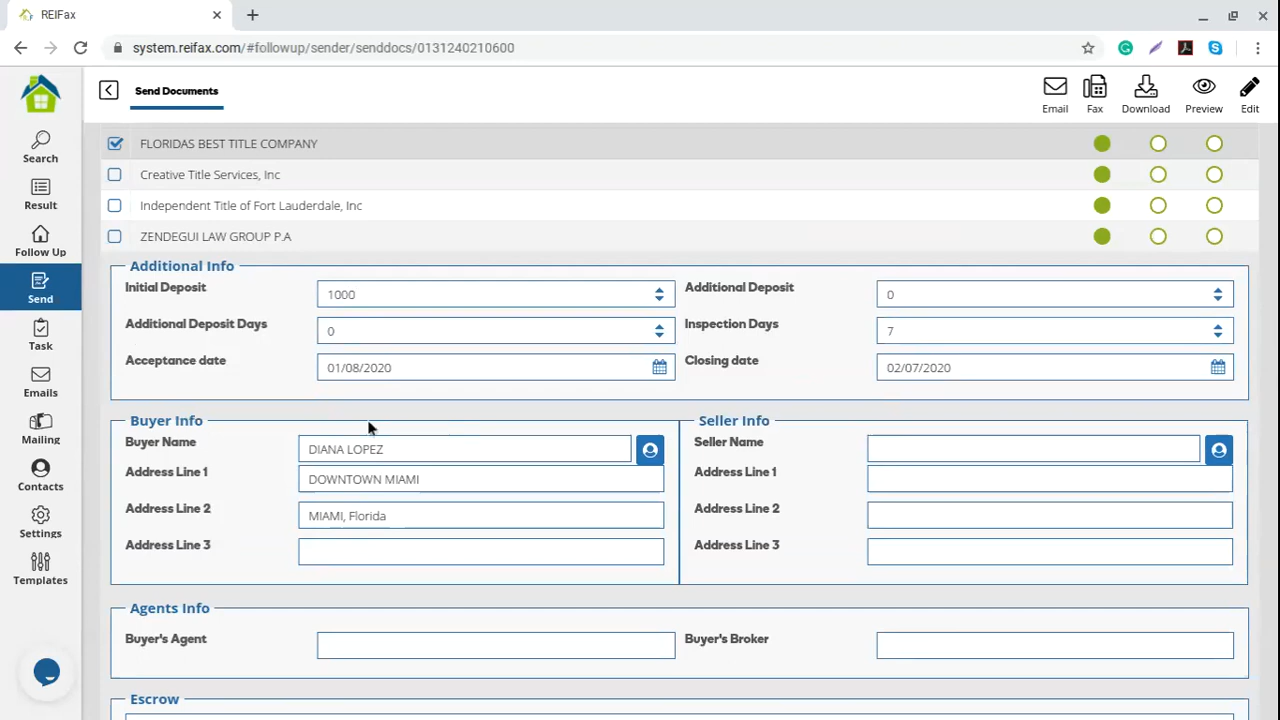 REIFax
system.reifax.com/#followup/sender/senddocs/0131240210600
Send Documents
Email
Fax
Download
Preview
Edit
Search
Result
Follow Up
Send
Task
Emails
Mailing
Contacts
Settings
Templates
FLORIDAS BEST TITLE COMPANY
Creative Title Services, Inc
Independent Title of Fort Lauderdale, Inc
ZENDEGUI LAW GROUP P.A
Additional Info
Initial Deposit 1000 Additional Deposit 0
Additional Deposit Days 0 Inspection Days 7
Acceptance date 01/08/2020 Closing date 02/07/2020
Buyer Info
Buyer Name DIANA LOPEZ
Address Line 1 DOWNTOWN MIAMI
Address Line 2 MIAMI, Florida
Address Line 3
Seller Info
Seller Name
Address Line 1
Address Line 2
Address Line 3
Agents Info
Buyer's Agent Buyer's Broker
Escrow